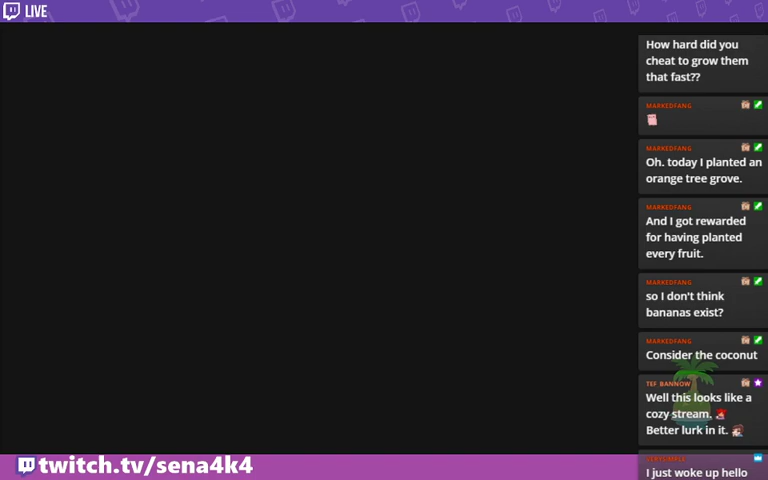 LIVE
How hard did you
cheat to grow them
that fast??
MARKEDFANG
MARKEDFANG
Oh. today I planted an
orange tree grove.
MARKEDFANG
And I got rewarded
for having planted
every fruit.
MARKEDFANG
so I don't think
bananas exist?
MARKEDFANG
Consider the coconut
TEF_BANNOW
Well this looks like a
cozy stream.
Better lurk in it.
I just woke up hello
twitch.tv/sena4k4